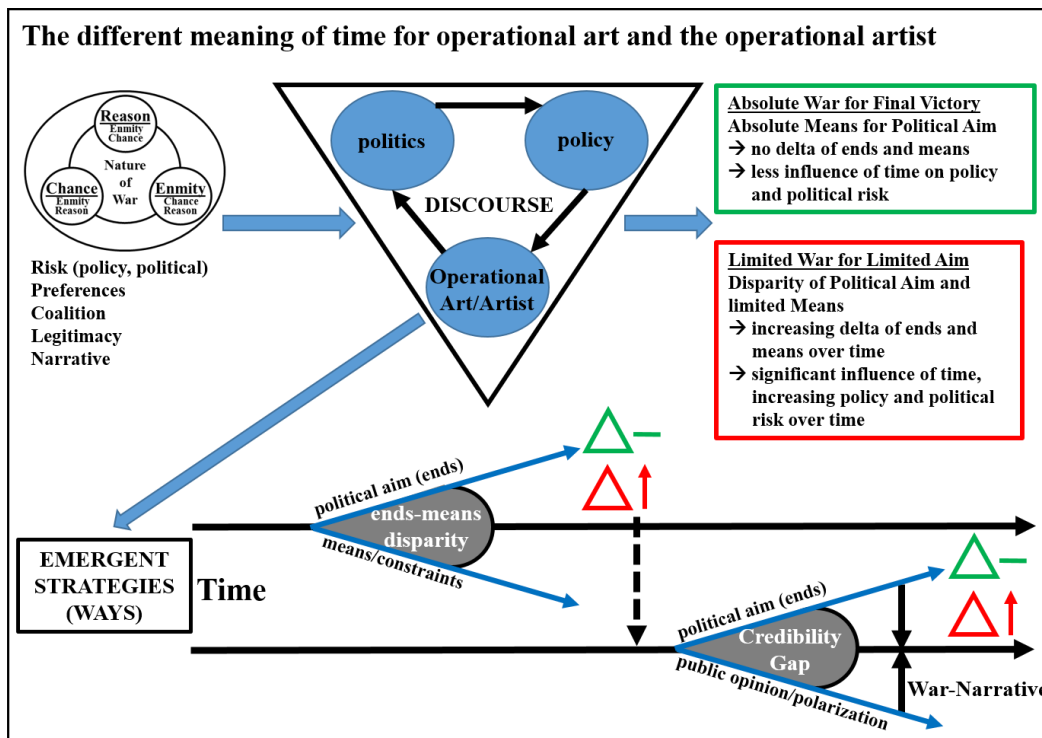 The different meaning of time for operational art and the operational artist
Reason
Enmity
Chance
Nature
of
War
Chance
Enmity
Reason
Enmity
Chance
Reason
Risk (policy, political)
Preferences
Coalition
Legitimacy
Narrative
politics
policy
DISCOURSE
Operational
Art/Artist
Absolute War for Final Victory
Absolute Means for Political Aim
→ no delta of ends and means
→ less influence of time on policy
and political risk
Limited War for Limited Aim
Disparity of Political Aim and
limited Means
→ increasing delta of ends and
means over time
→ significant influence of time,
increasing policy and political
risk over time
EMERGENT
STRATEGIES
(WAYS)
Time
political aim (ends)
ends-means
disparity
means/constraints
political aim (ends)
Credibility
Gap
public opinion/polarization
War-Narrative